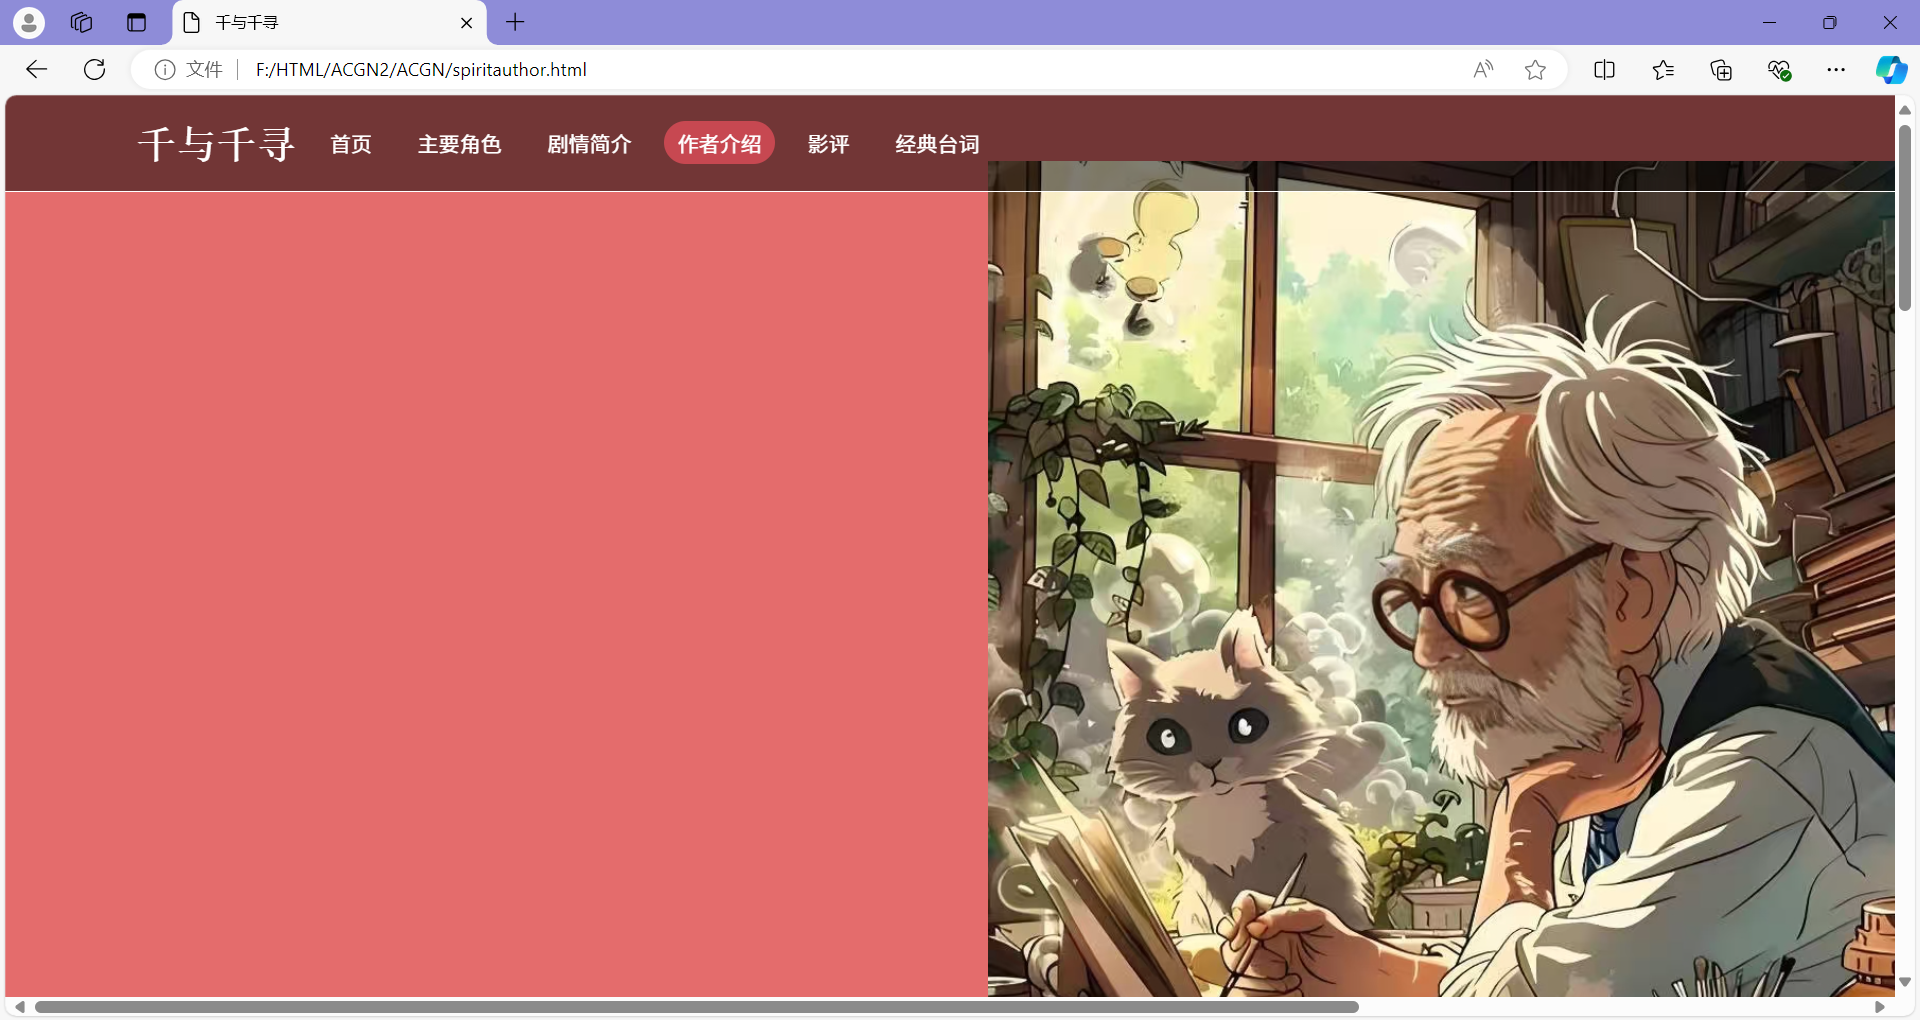 千与千寻
文件 F:/HTML/ACGN2/ACGN/spiritauthor.html
千与千寻 首页 主要角色 剧情简介 作者介绍 影评 经典台词